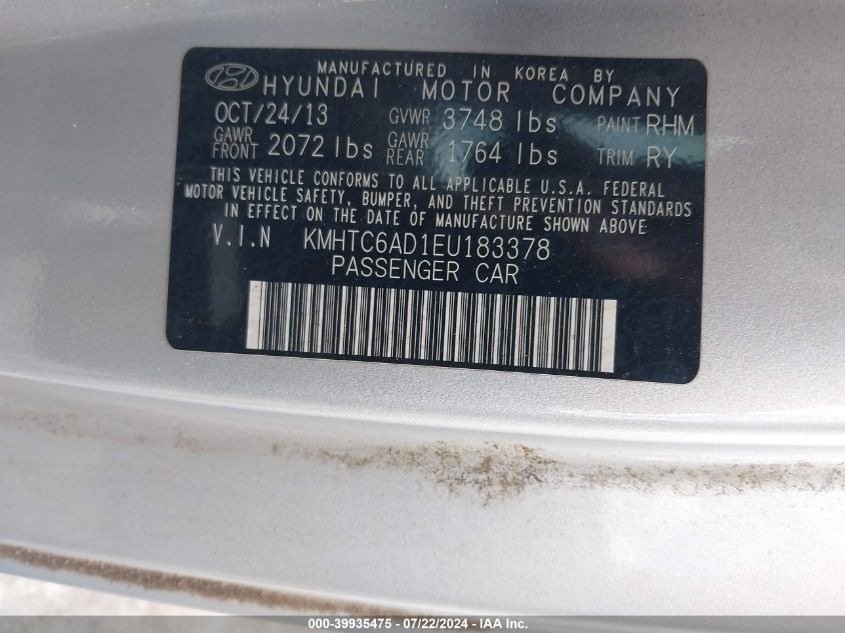 MANUFACTURED IN KOREA BY
HYUNDAI MOTOR COMPANY
OCT/24/13 GVWR 3748 lbs PAINT RHM
GAWR FRONT 2072 lbs GAWR REAR 1764 lbs TRIM RY
THIS VEHICLE CONFORMS TO ALL APPLICABLE U.S.A. FEDERAL
MOTOR VEHICLE SAFETY, BUMPER, AND THEFT PREVENTION STANDARDS
IN EFFECT ON THE DATE OF MANUFACTURE SHOWN ABOVE.
V.I.N KMHTC6AD1EU183378
PASSENGER CAR
000-39935475 - 07/22/2024 - IAA Inc.